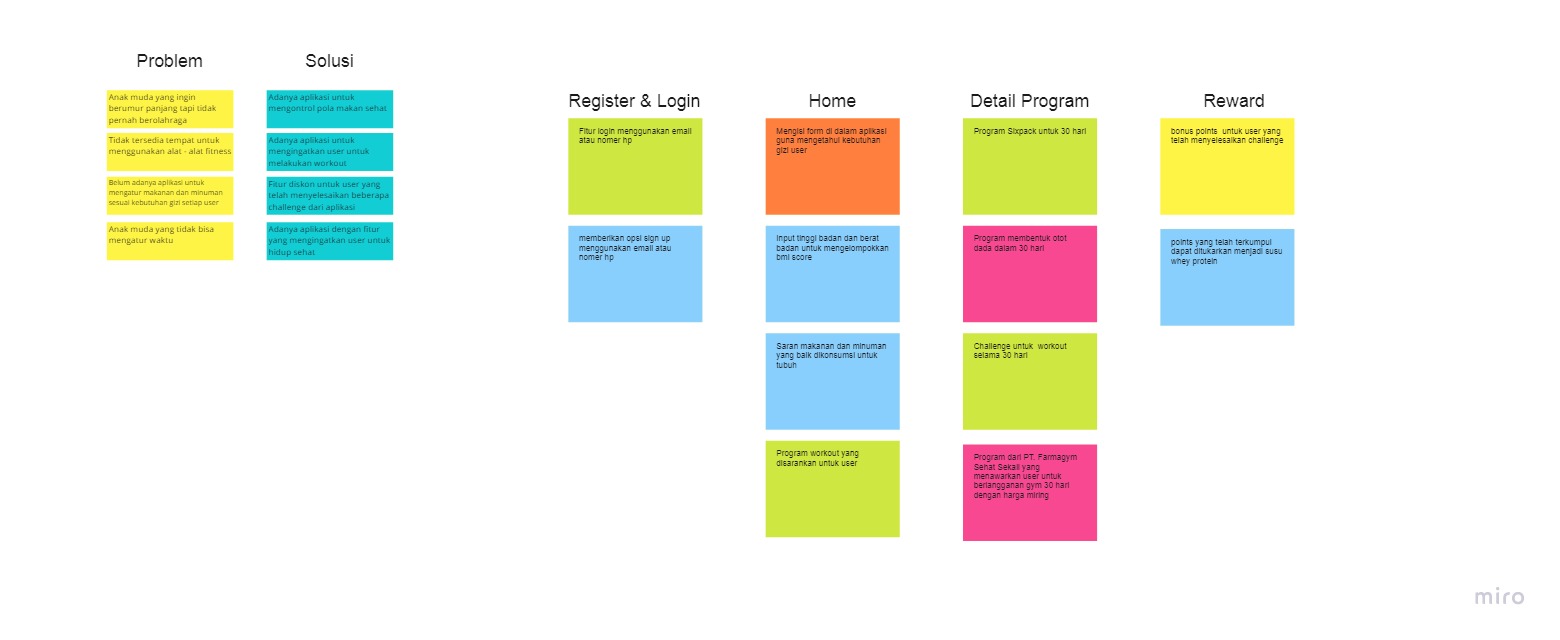 Problem
Anak muda yang ingin
berumur panjang tapi tidak
pernah berolahraga
Tidak tersedia tempat untuk
menggunakan alat - alat fitness
Belum adanya aplikasi untuk
mengatur makanan dan minuman
sesuai kebutuhan gizi setiap user
Anak muda yang tidak bisa
mengatur waktu
Solusi
Adanya aplikasi untuk
mengontrol pola makan sehat
Adanya aplikasi untuk
mengingatkan user untuk
melakukan workout
Fitur diskon untuk user yang
telah menyelesaikan beberapa
challenge dari aplikasi
Adanya aplikasi dengan fitur
yang mengingatkan user untuk
hidup sehat
Register & Login
Fitur login menggunakan email
atau nomer hp
memberikan opsi sign up
menggunakan email atau
nomer hp
Home
Mengisi form di dalam aplikasi
guna mengetahui kebutuhan
gizi user
Input tinggi badan dan berat
badan untuk mengelompokkan
bmi score
Saran makanan dan minuman
yang baik dikonsumsi untuk
tubuh
Program workout yang
disarankan untuk user
Detail Program
Program Sixpack untuk 30 hari
Program membentuk otot
dada dalam 30 hari
Challenge untuk workout
selama 30 hari
Program dari PT. Farmagym
Sehat Sekali yang
menawarkan user untuk
berlangganan gym 30 hari
dengan harga miring
Reward
bonus points untuk user yang
telah menyelesaikan challenge
points yang telah terkumpul
dapat ditukarkan menjadi susu
whey protein
miro